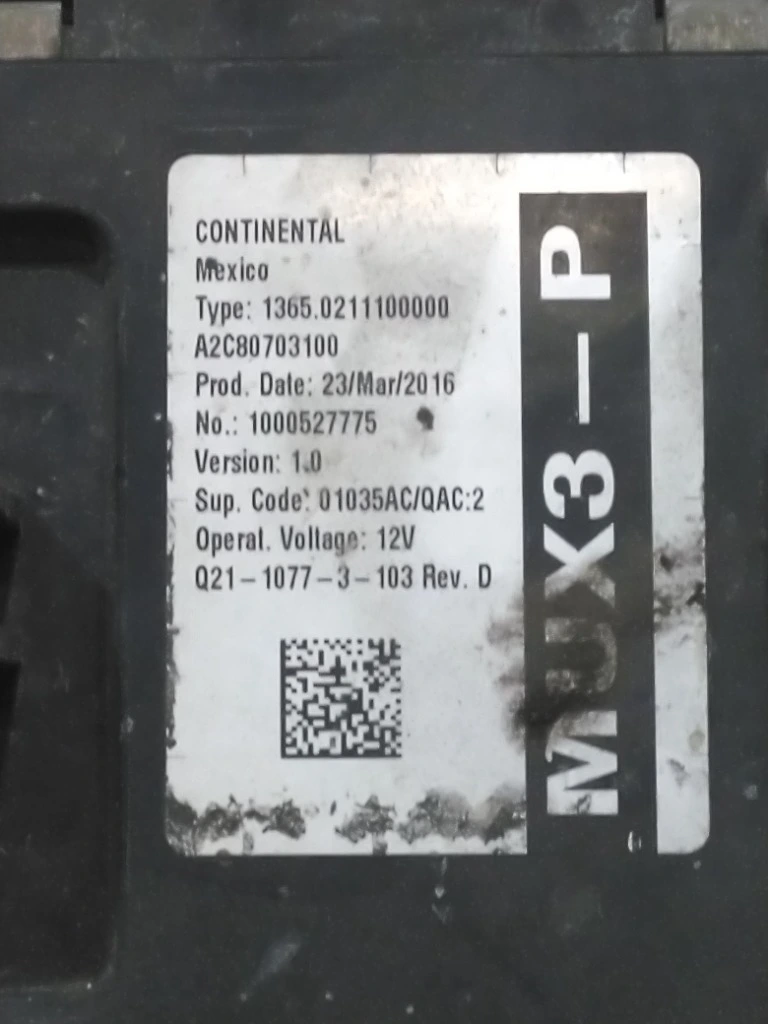 CONTINENTAL
Mexico
Type: 1365.0211100000
A2C80703100
Prod. Date: 23/Mar/2016
No.: 1000527775
Version: 1.0
Sup. Code: 01035AC/QAC:2
Operat. Voltage: 12V
Q21-1077-3-103 Rev. D
MUX3-P